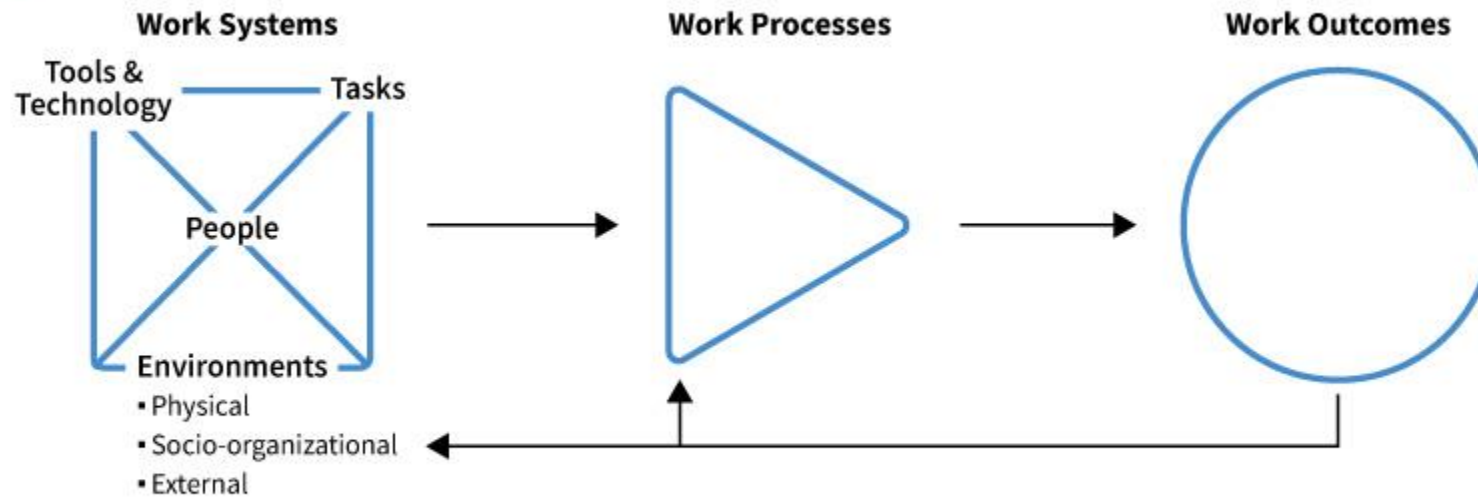 Work Systems
Work Processes
Work Outcomes
Tools &
Technology
Tasks
People
Environments
▪ Physical
▪ Socio-organizational
▪ External